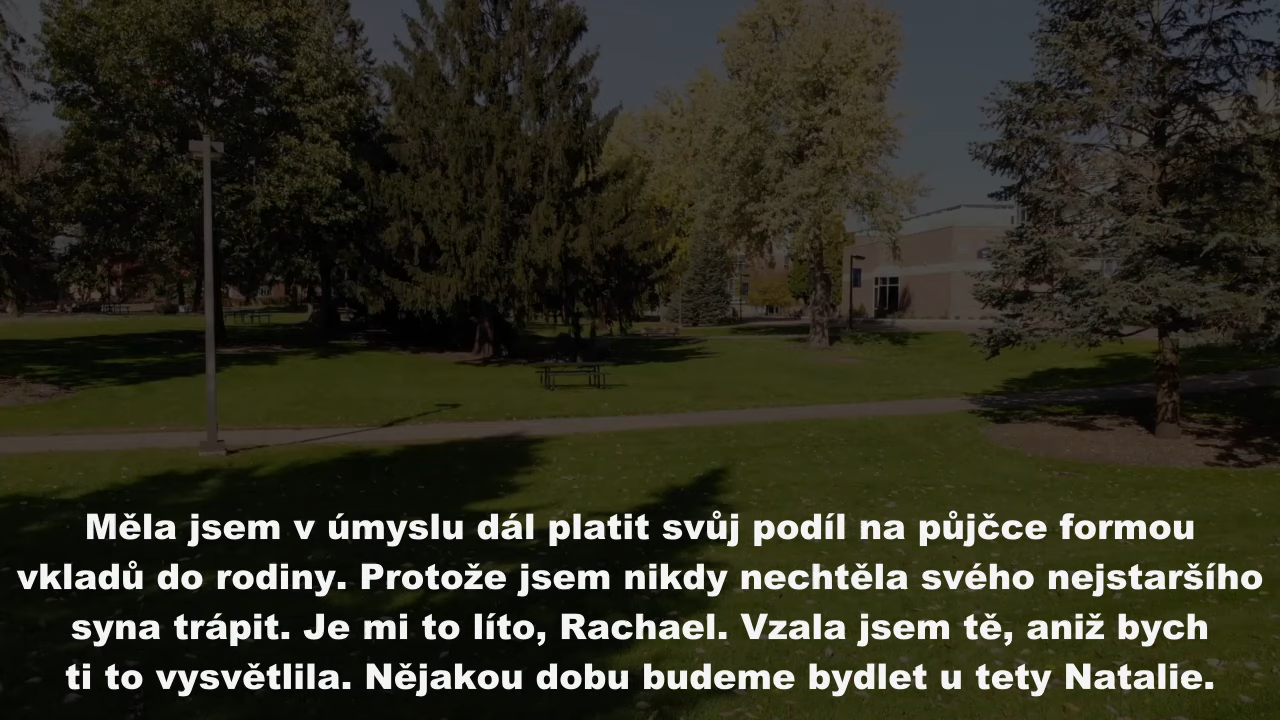 Měla jsem v úmyslu dál platit svůj podíl na půjčce formou
vkladů do rodiny. Protože jsem nikdy nechtěla svého nejstaršího
syna trápit. Je mi to líto, Rachael. Vzala jsem tě, aniž bych
ti to vysvětlila. Nějakou dobu budeme bydlet u tety Natalie.